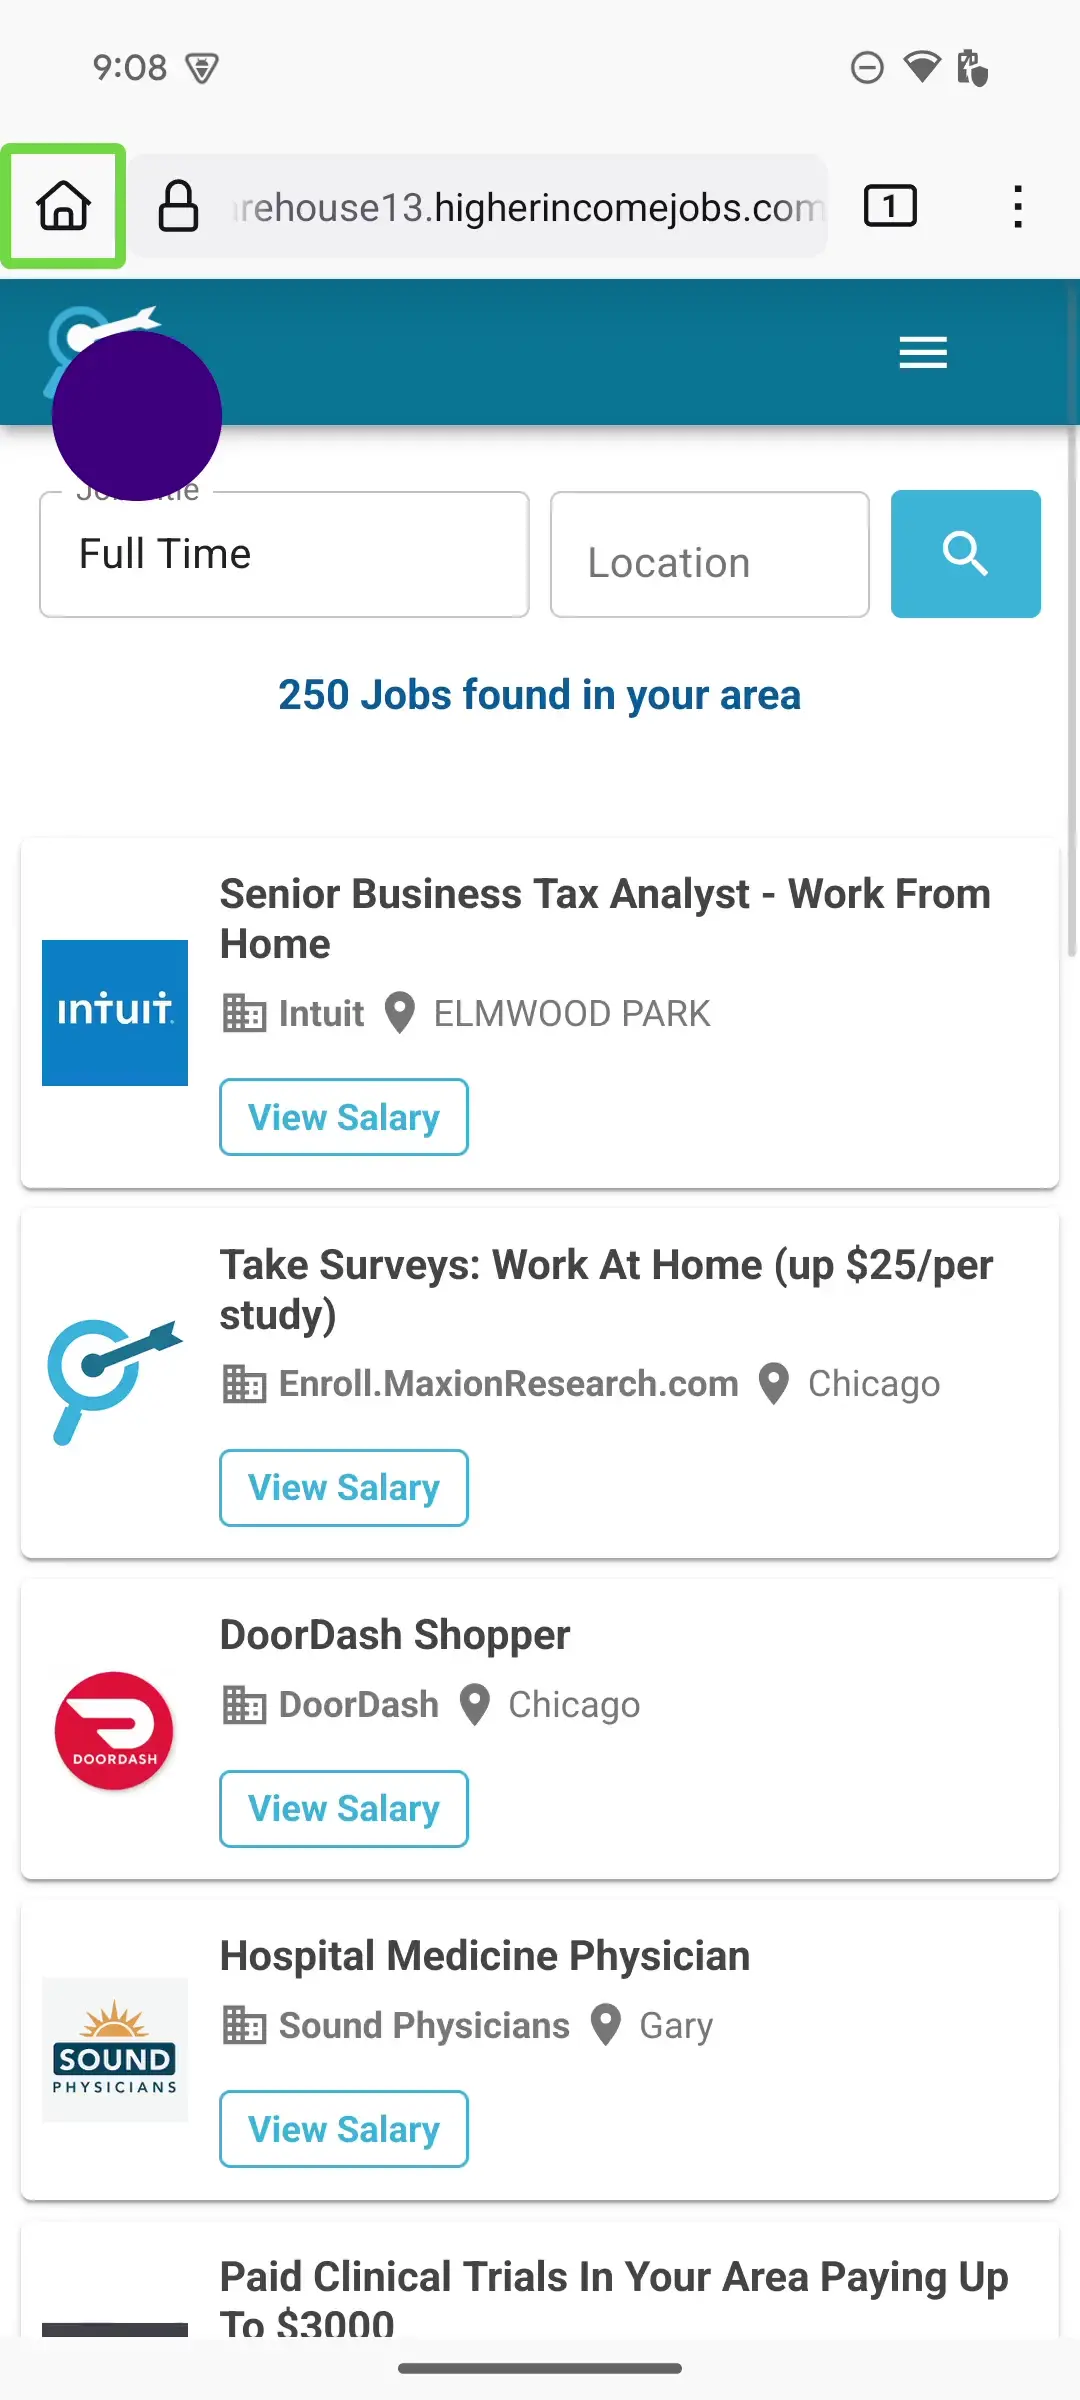 9:08
rehouse13.higherincomejobs.com
1
Full Time
Location
250 Jobs found in your area
Senior Business Tax Analyst - Work From
Home
INTUIT
Intuit ELMWOOD PARK
View Salary
Take Surveys: Work At Home (up $25/per
study)
Enroll.MaxionResearch.com Chicago
View Salary
DoorDash Shopper
DoorDash Chicago
DOORDASH
View Salary
Hospital Medicine Physician
Sound Physicians Gary
SOUND
PHYSICIANS
View Salary
Paid Clinical Trials In Your Area Paying Up
To $3000